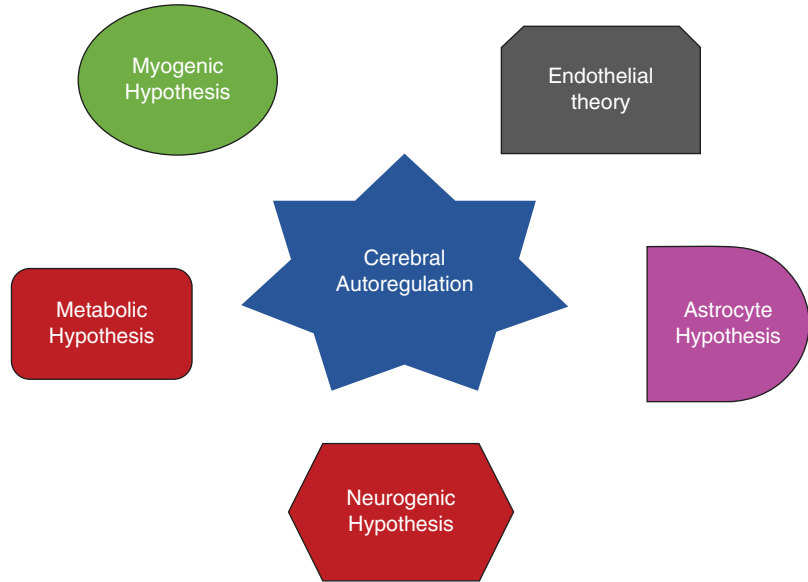 Myogenic
Hypothesis
Endothelial
theory
Cerebral
Autoregulation
Metabolic
Hypothesis
Astrocyte
Hypothesis
Neurogenic
Hypothesis